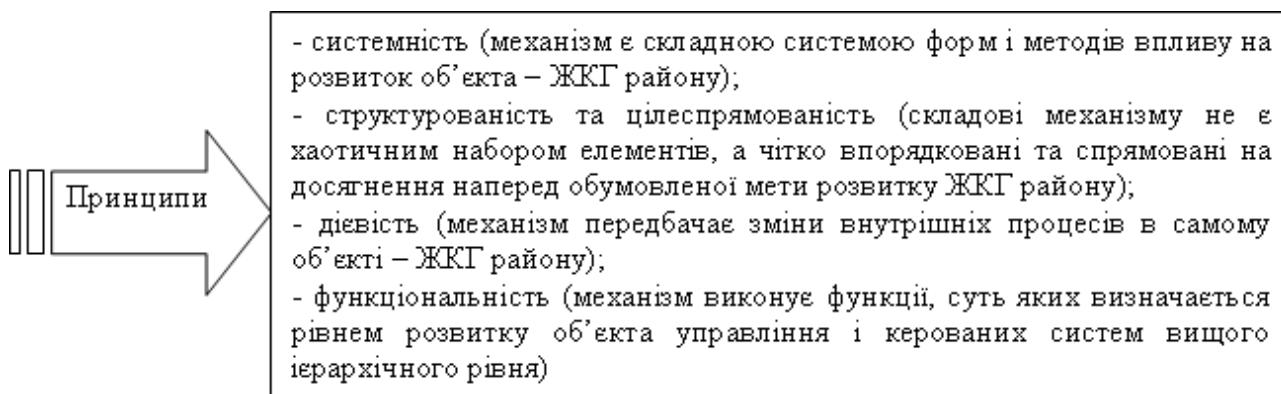 Принципи
- системність (механізм є складною системою форм і методів впливу на
розвиток об’єкта – ЖКГ району);
- структурованість та цілеспрямованість (складові механізму не є
хаотичним набором елементів, а чітко впорядковані та спрямовані на
досягнення наперед обумовленої мети розвитку ЖКГ району);
- дієвість (механізм передбачає зміни внутрішніх процесів в самому
об’єкті – ЖКГ району);
- функціональність (механізм виконує функції, суть яких визначається
рівнем розвитку об’єкта управління і керованих систем вищого
ієрархічного рівня)